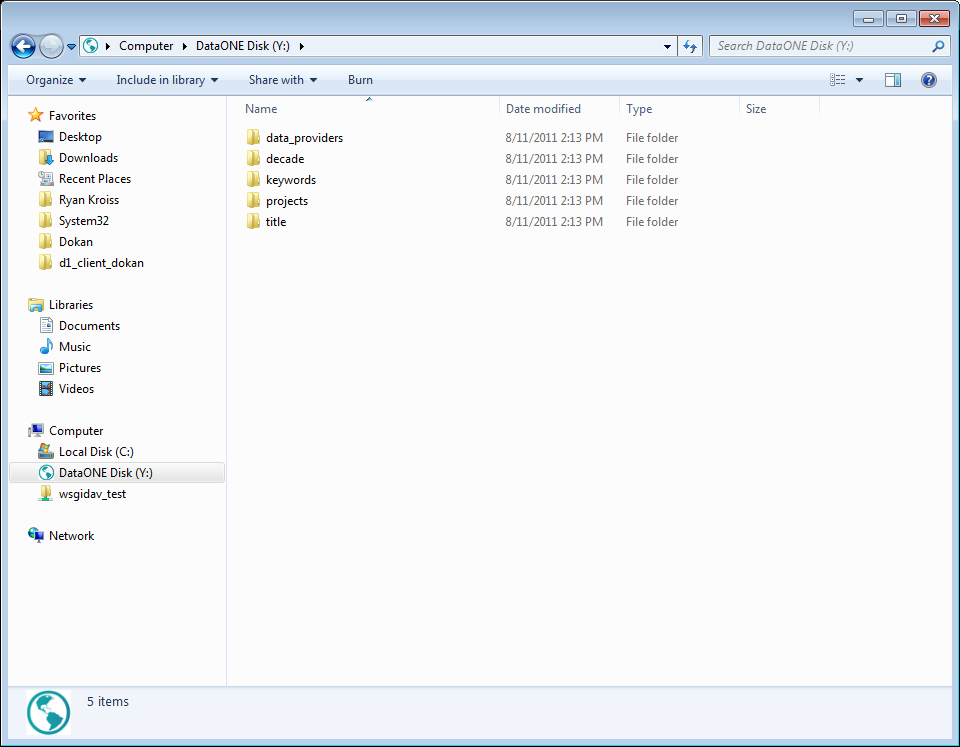 Computer DataONE Disk (Y:) Search DataONE Disk (Y:)
Organize Include in library Share with Burn
Name Date modified Type Size
Favorites
Desktop
Downloads
Recent Places
Ryan Kroiss
System32
Dokan
d1_client_dokan
Libraries
Documents
Music
Pictures
Videos
Computer
Local Disk (C:)
DataONE Disk (Y:)
wsgidav_test
Network
data_providers 8/11/2011 2:13 PM File folder
decade 8/11/2011 2:13 PM File folder
keywords 8/11/2011 2:13 PM File folder
projects 8/11/2011 2:13 PM File folder
title 8/11/2011 2:13 PM File folder
5 items